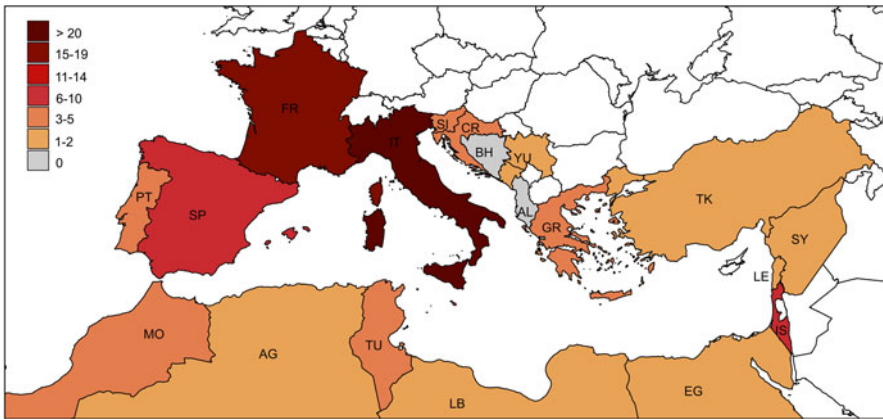 > 20
15-19
11-14
6-10
3-5
1-2
0
FR
IT
SL
CR
BH
YU
PT
SP
AL
GR
TK
SY
LE
IS
MO
AG
TU
LB
EG